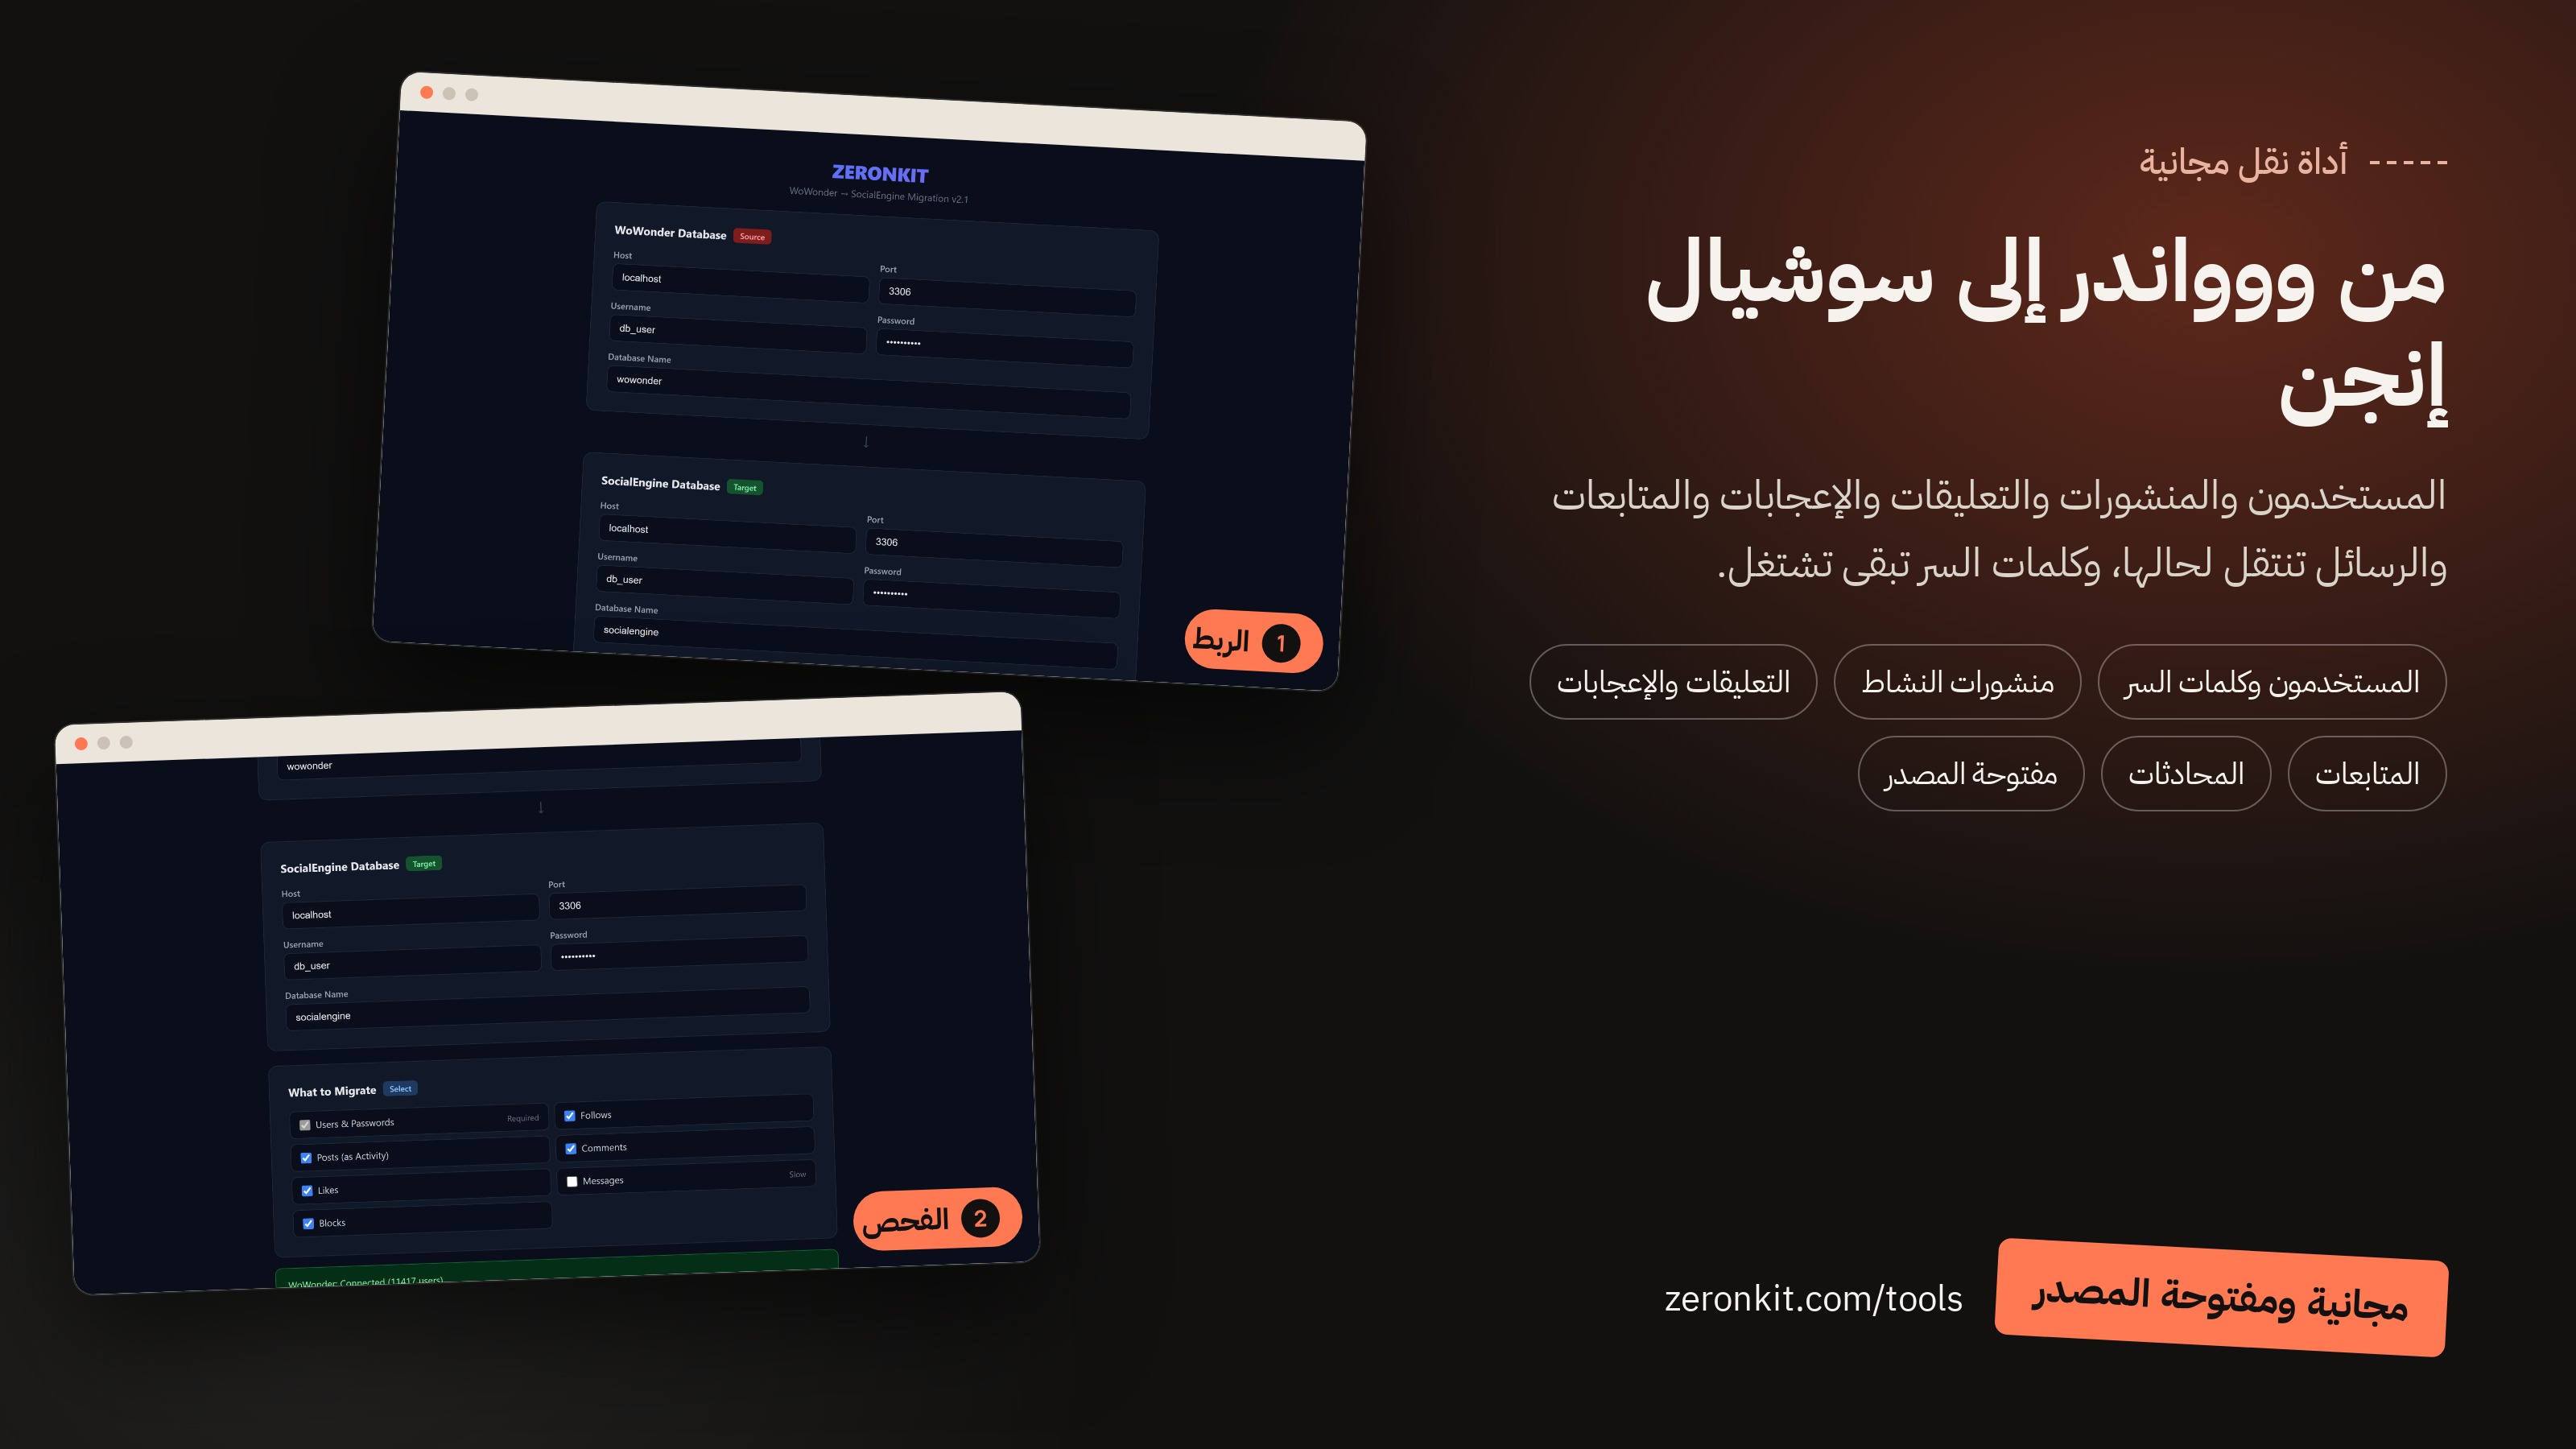 أداة نقل مجانية
من ووواندر إلى سوشيال
إنجن
المستخدمون والمنشورات والتعليقات والإعجابات والمتابعات
والرسائل تنتقل لحالها، وكلمات السر تبقى تشتغل.
المستخدمون وكلمات السر
منشورات النشاط
التعليقات والإعجابات
المتابعات
المحادثات
مفتوحة المصدر
مجانية ومفتوحة المصدر
zeronkit.com/tools
ZERONKIT
WoWonder → SocialEngine Migration v2.1
WoWonder Database Source
Host Port
localhost 3306
Username Password
db_user ••••••••••
Database Name
wowonder
↓
SocialEngine Database Target
Host Port
localhost 3306
Username Password
db_user ••••••••••
Database Name
socialengine
1 الربط
wowonder
↓
SocialEngine Database Target
Host Port
localhost 3306
Username Password
db_user ••••••••••
Database Name
socialengine
What to Migrate Select
Users & Passwords Required
Follows
Posts (as Activity)
Comments
Likes
Messages Slow
Blocks
WoWonder: Connected (11417 users)
2 الفحص